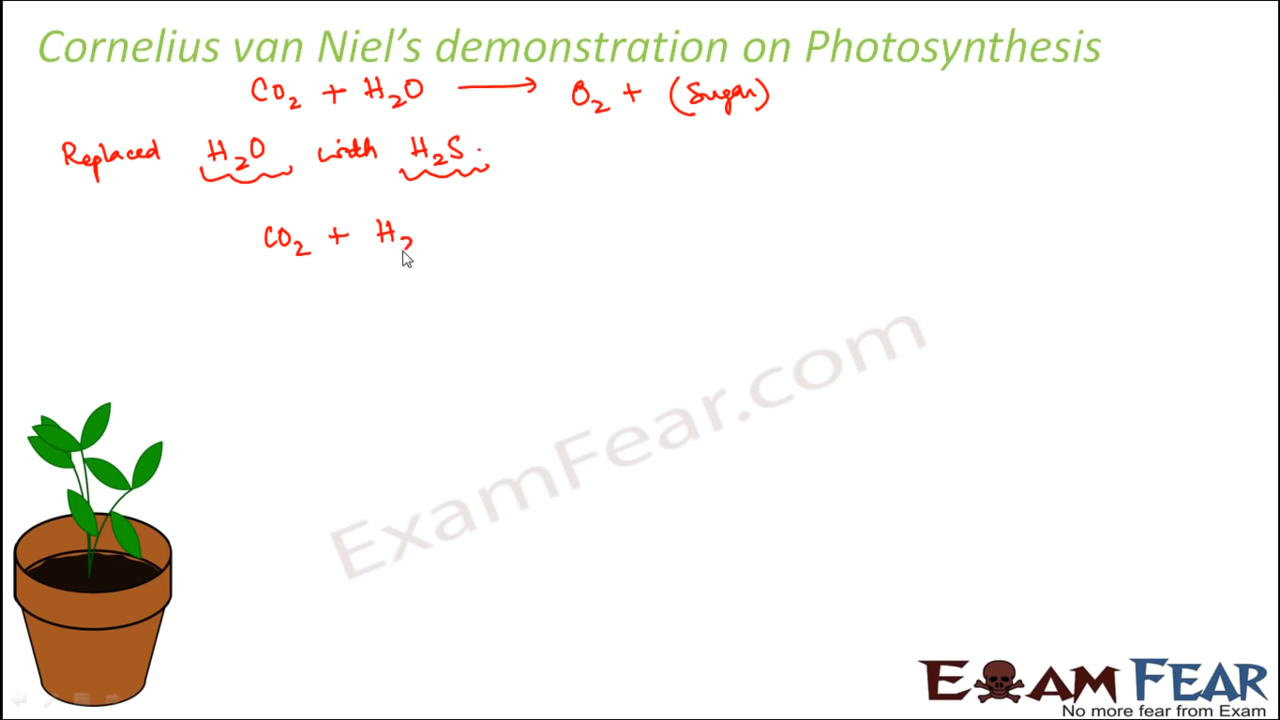 Cornelius van Niel's demonstration on Photosynthesis
CO₂ + H₂O → O₂ + (Sugar)
Replaced H₂O with H₂S.
CO₂ + H₂
ExamFear.com
EXAM FEAR
No more fear from Exam